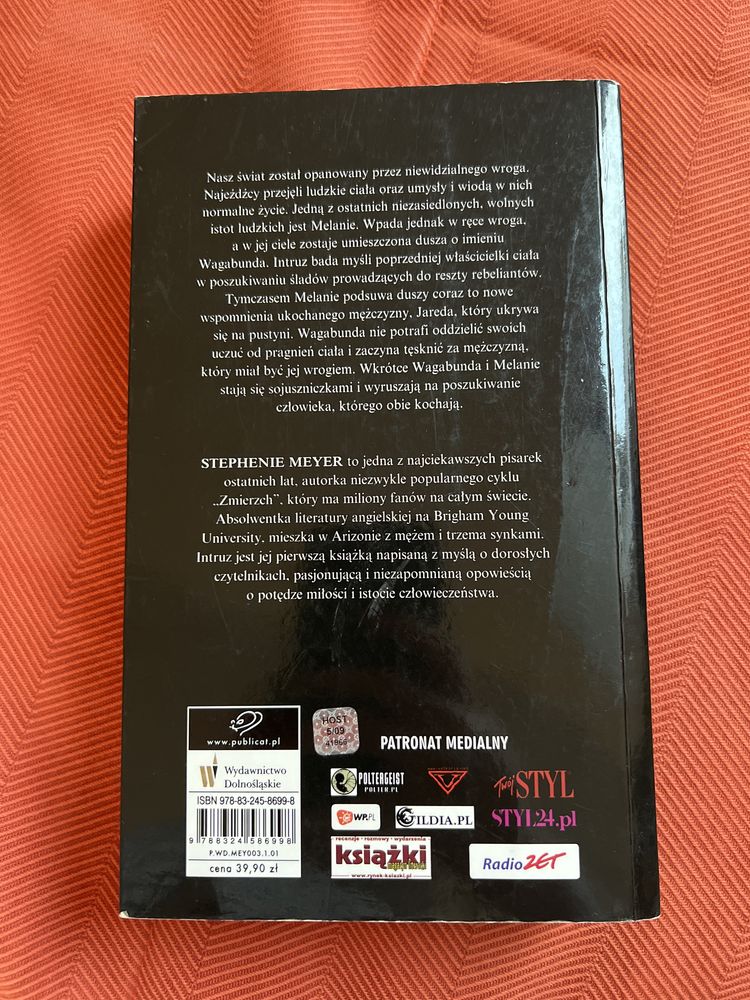 Nasz świat został opanowany przez niewidzialnego wroga.
Najeźdźcy przejęli ludzkie ciała oraz umysły i wiodą w nich
normalne życie. Jedną z ostatnich niezasiedlonych, wolnych
istot ludzkich jest Melanie. Wpada jednak w ręce wroga,
a w jej ciele zostaje umieszczona dusza o imieniu
Wagabunda. Intruz bada myśli poprzedniej właścicielki ciała
w poszukiwaniu śladów prowadzących do reszty rebeliantów.
Tymczasem Melanie podsuwa duszy coraz to nowe
wspomnienia ukochanego mężczyzny, Jareda, który ukrywa
się na pustyni. Wagabunda nie potrafi oddzielić swoich
uczuć od pragnień ciała i zaczyna tęsknić za mężczyzną,
który miał być jej wrogiem. Wkrótce Wagabunda i Melanie
stają się sojuszniczkami i wyruszają na poszukiwanie
człowieka, którego obie kochają.
STEPHENIE MEYER to jedna z najciekawszych pisarek
ostatnich lat, autorka niezwykle popularnego cyklu
„Zmierzch”, który ma miliony fanów na całym świecie.
Absolwentka literatury angielskiej na Brigham Young
University, mieszka w Arizonie z mężem i trzema synkami.
Intruz jest jej pierwszą książką napisaną z myślą o dorosłych
czytelnikach, pasjonującą i niezapomnianą opowieścią
o potędze miłości i istocie człowieczeństwa.
www.publicat.pl
Wydawnictwo
Dolnośląskie
ISBN 978-83-245-8699-8
9 788324 586998
P.WD.MEY003.1.01
cena 39,90 zł
HOST
6/09
PATRONAT MEDIALNY
POLTERGEIST
POLTER.PL
Twój STYL
WP.PL
GILDIA.PL
STYL24.pl
recenzje - rozmowy - wydarzenia
książki
www.rynek-ksiazki.pl
Radio ZET